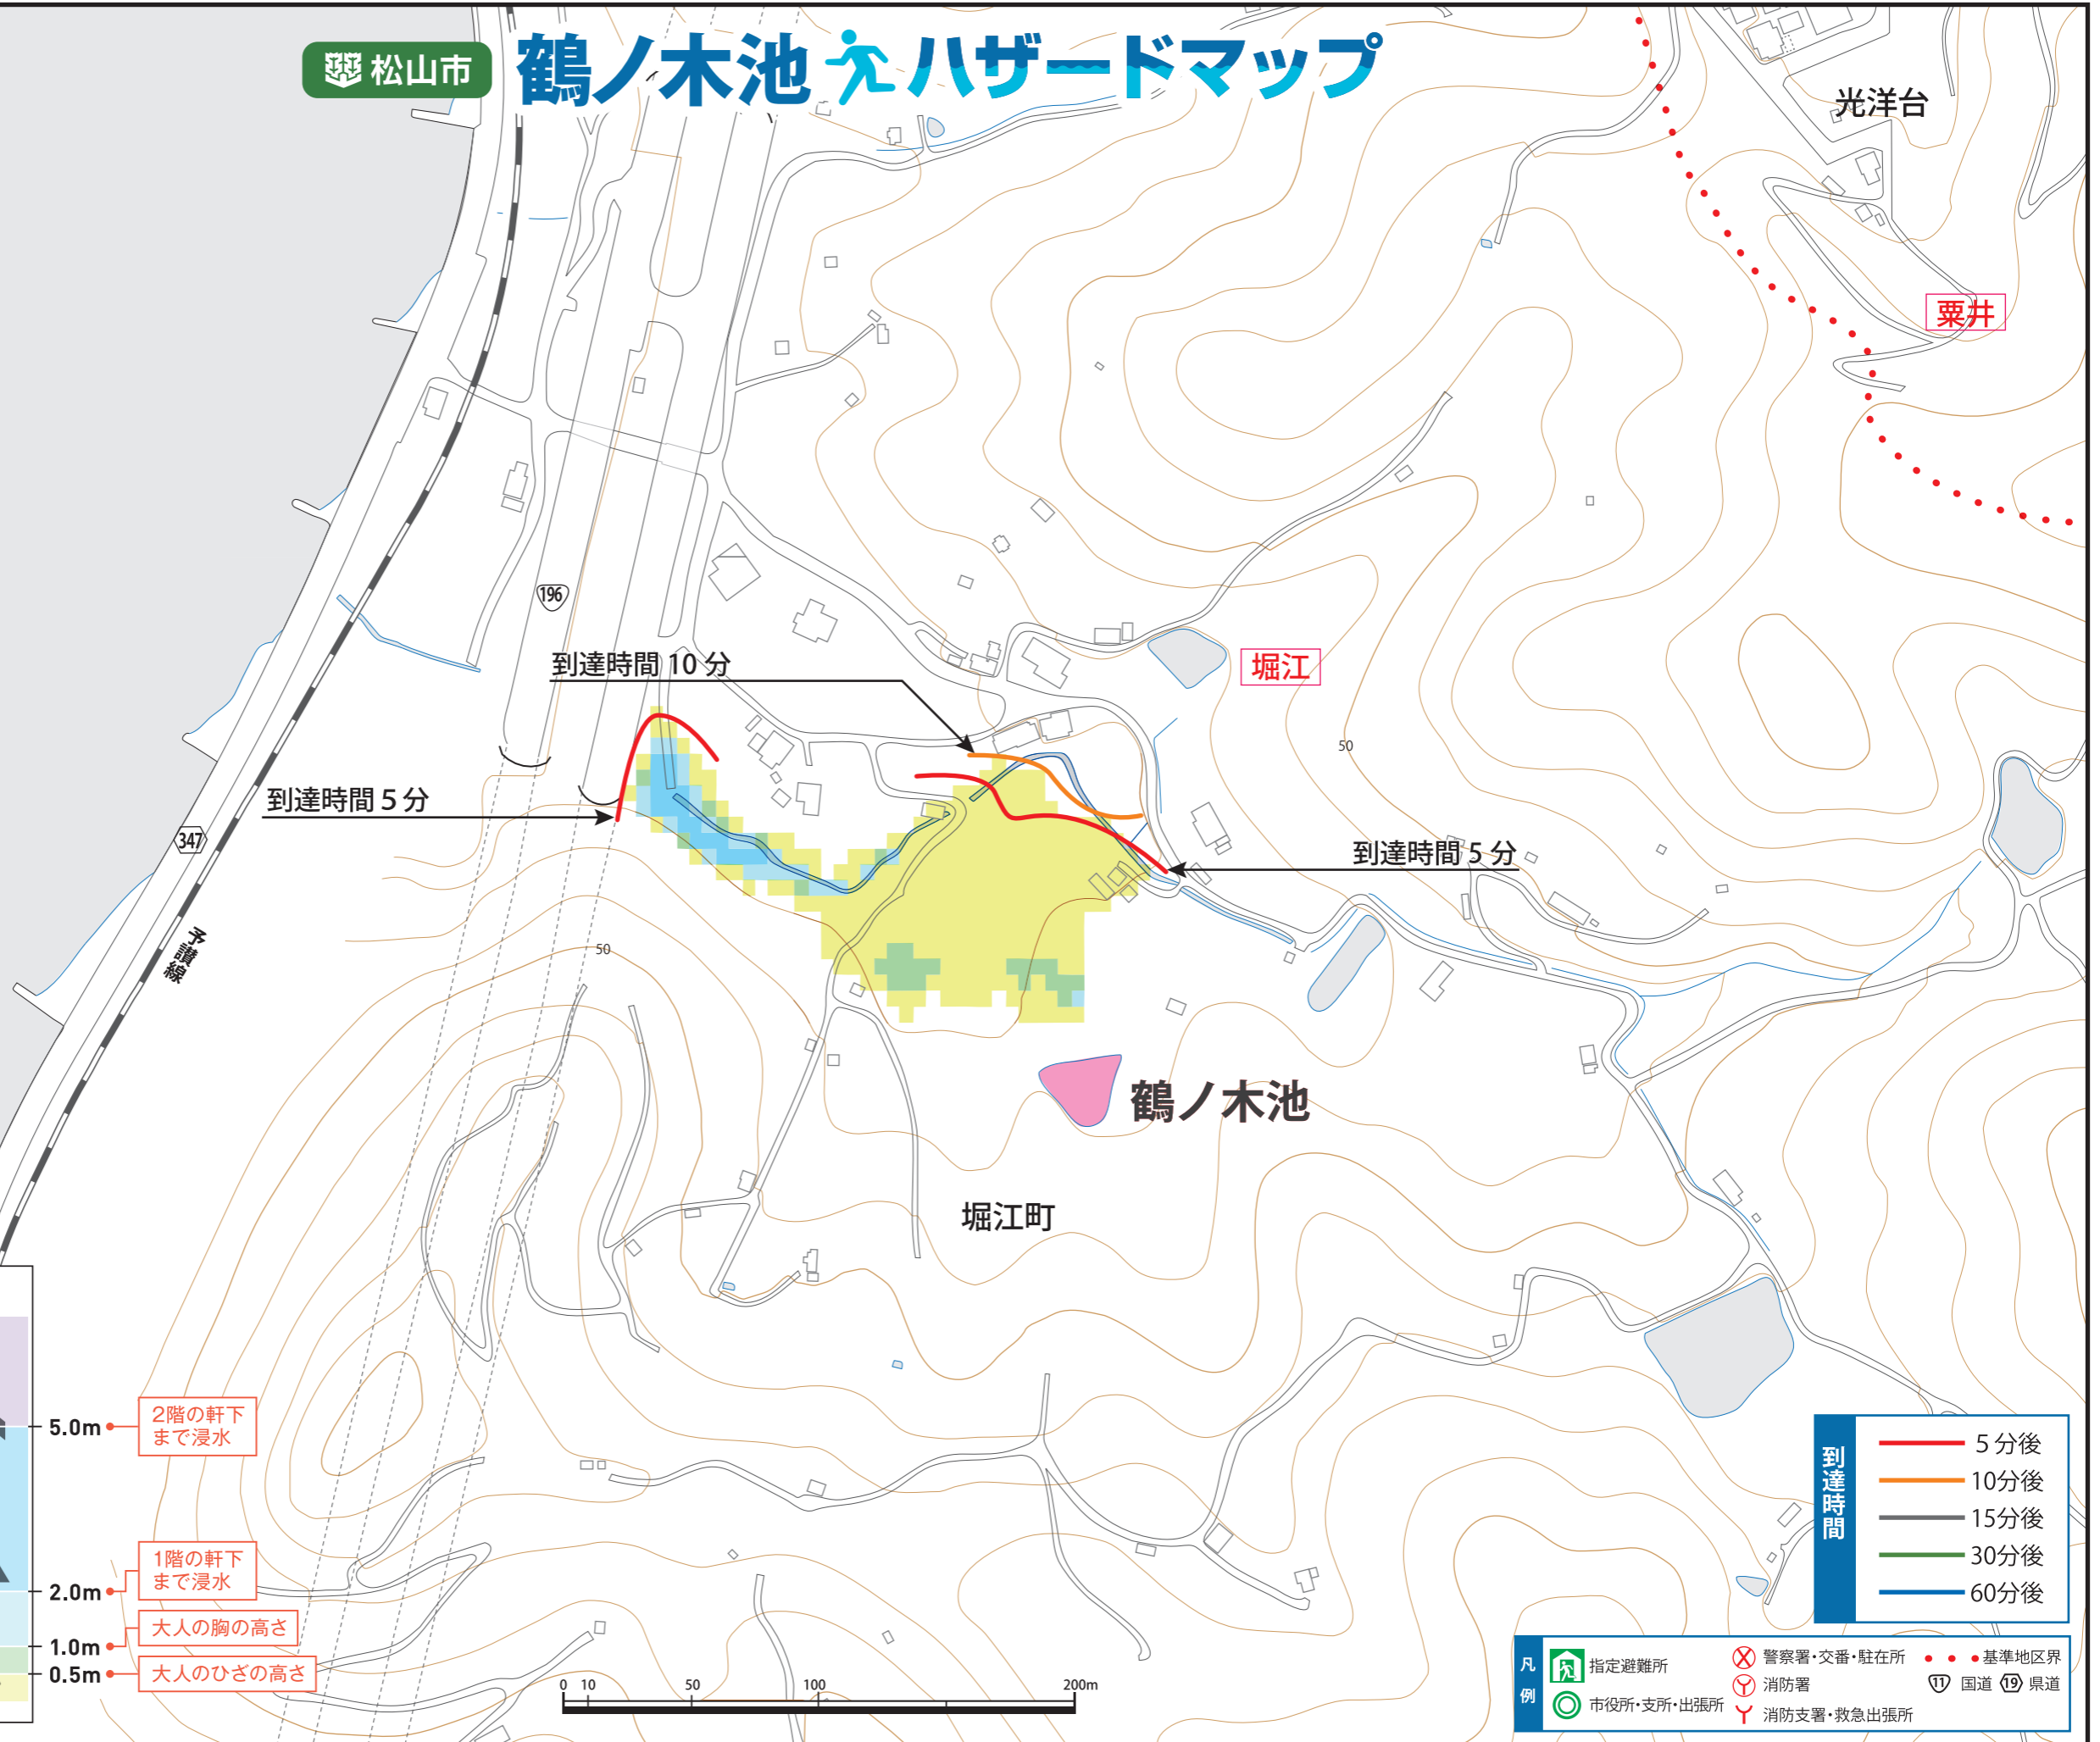 松山市 鶴ノ木池 ハザードマップ
光洋台
粟井
196
到達時間 10 分
堀江
50
到達時間 5 分
347
到達時間 5 分
予讃線
50
鶴ノ木池
堀江町
5.0m
2階の軒下
まで浸水
1階の軒下
まで浸水
2.0m
大人の胸の高さ
1.0m
0.5m
大人のひざの高さ
0 10 50 100 200m
到達時間
5分後
10分後
15分後
30分後
60分後
凡例
指定避難所
市役所・支所・出張所
警察署・交番・駐在所
消防署
消防支署・救急出張所
基準地区界
11 国道 19 県道